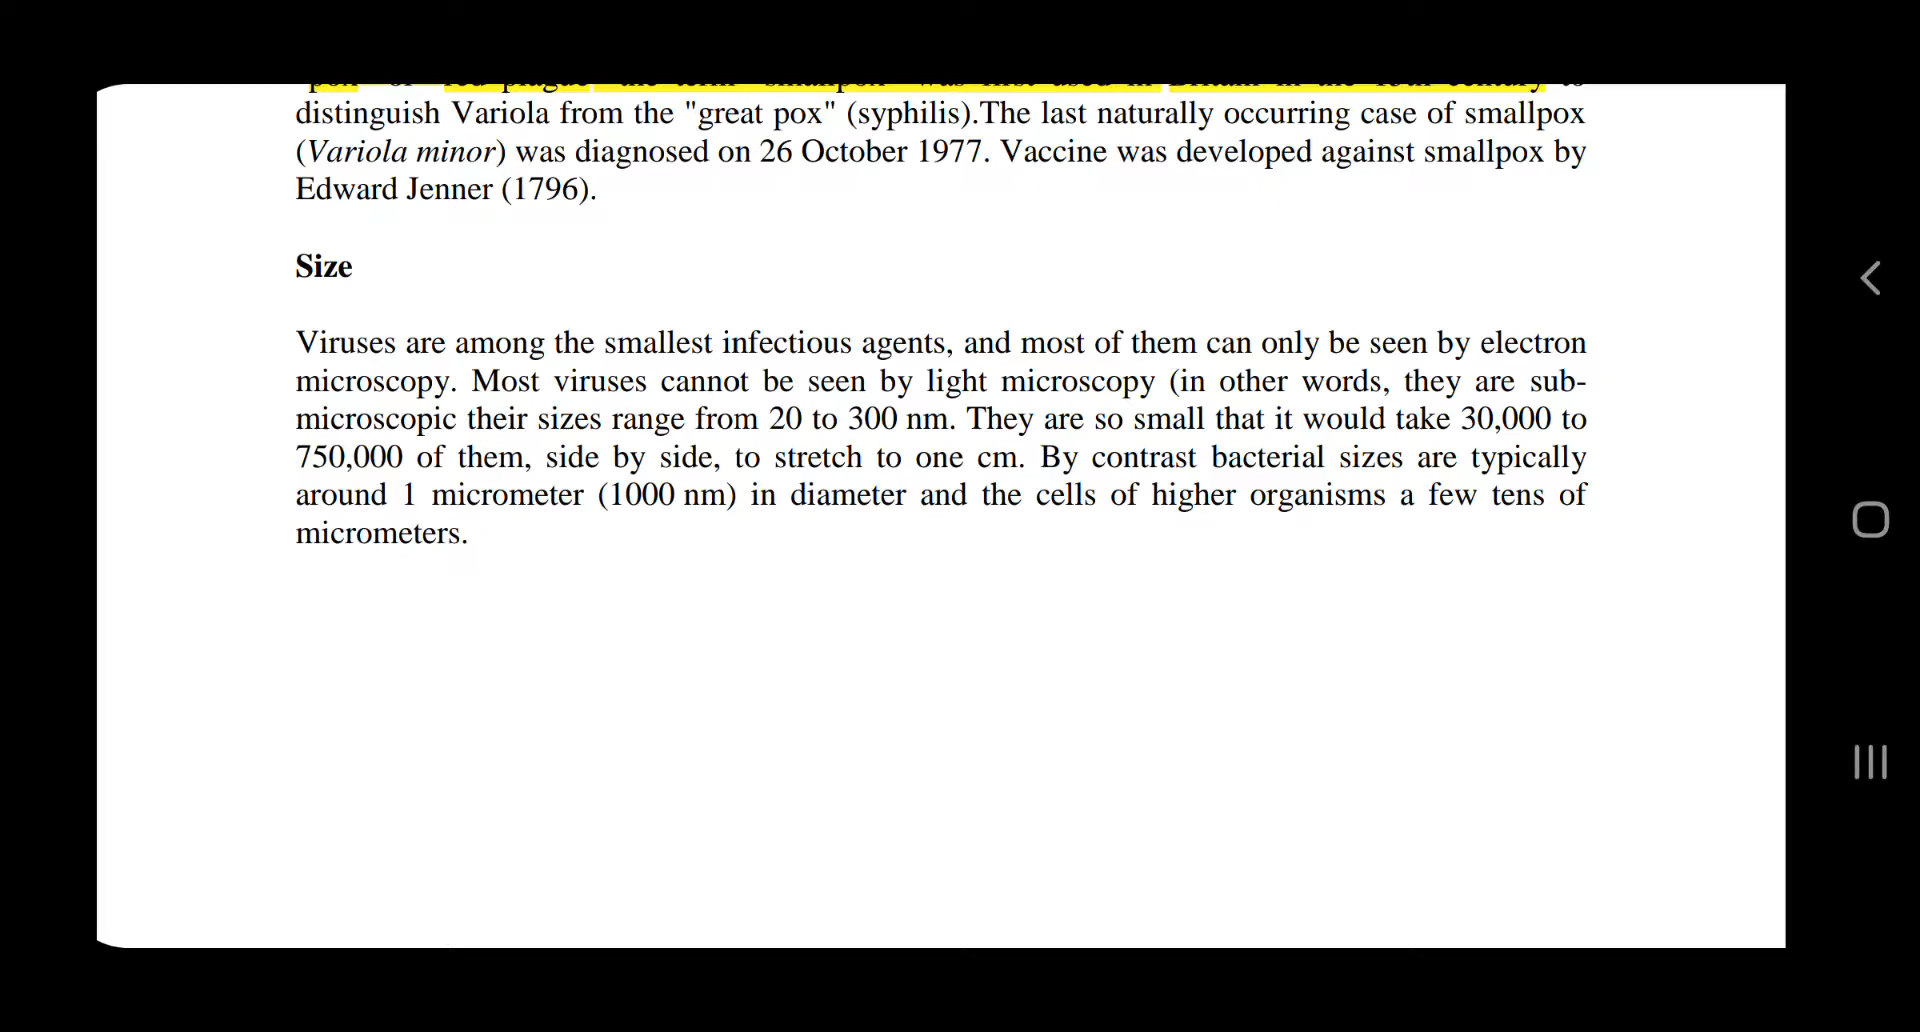 distinguish Variola from the "great pox" (syphilis).The last naturally occurring case of smallpox
(Variola minor) was diagnosed on 26 October 1977. Vaccine was developed against smallpox by
Edward Jenner (1796).
Size
Viruses are among the smallest infectious agents, and most of them can only be seen by electron
microscopy. Most viruses cannot be seen by light microscopy (in other words, they are sub-
microscopic their sizes range from 20 to 300 nm. They are so small that it would take 30,000 to
750,000 of them, side by side, to stretch to one cm. By contrast bacterial sizes are typically
around 1 micrometer (1000 nm) in diameter and the cells of higher organisms a few tens of
micrometers.